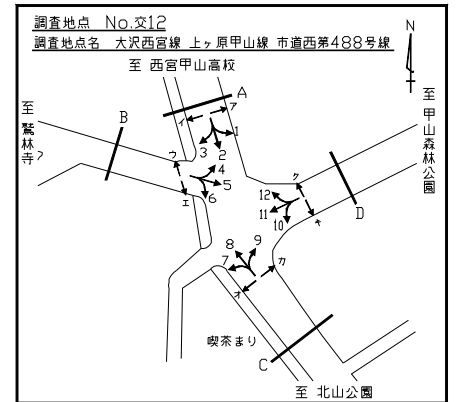 調査地点 No.交12
調査地点名 大沢西宮線 上ヶ原甲山線 市道西第488号線
至 西宮甲山高校
N
至 鷲林寺
至 甲山森林公園
A
B
ア
イ
1
2
3
ウ
4
5
6
エ
ク
12
11
10
キ
D
8
9
7
カ
オ
喫茶まり
C
至 北山公園